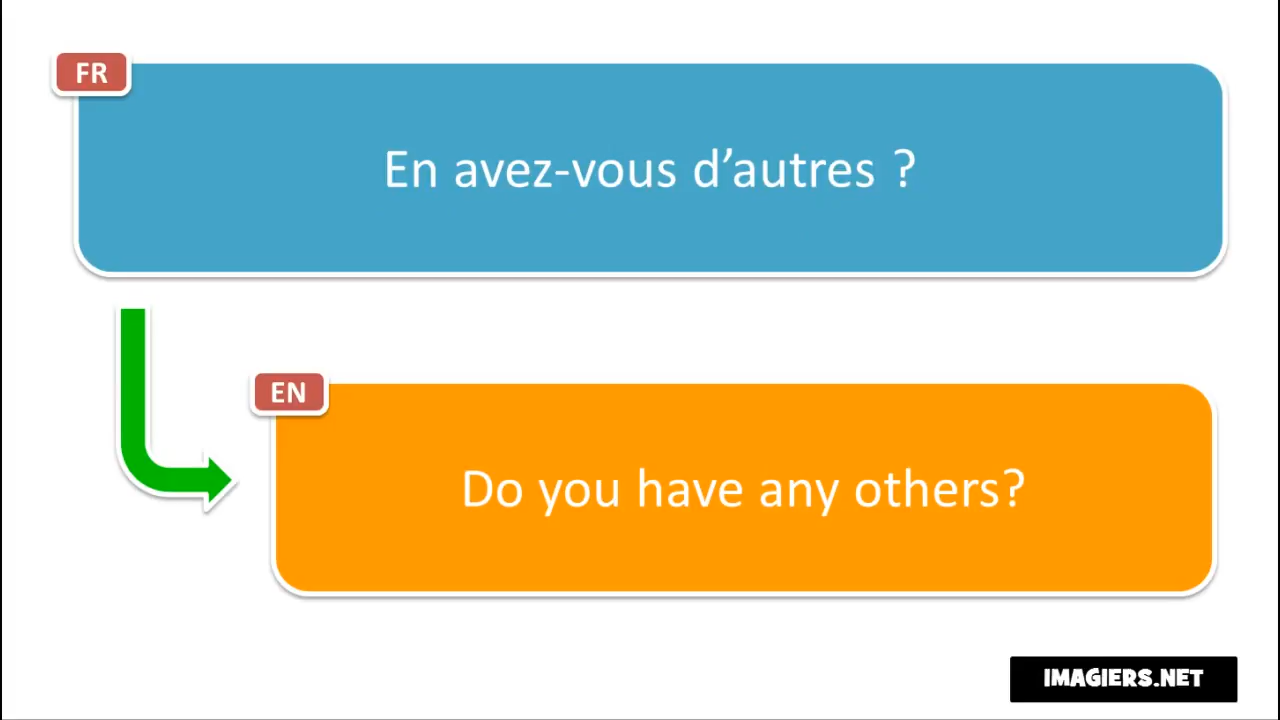 FR
En avez-vous d’autres ?
EN
Do you have any others?
IMAGIERS.NET